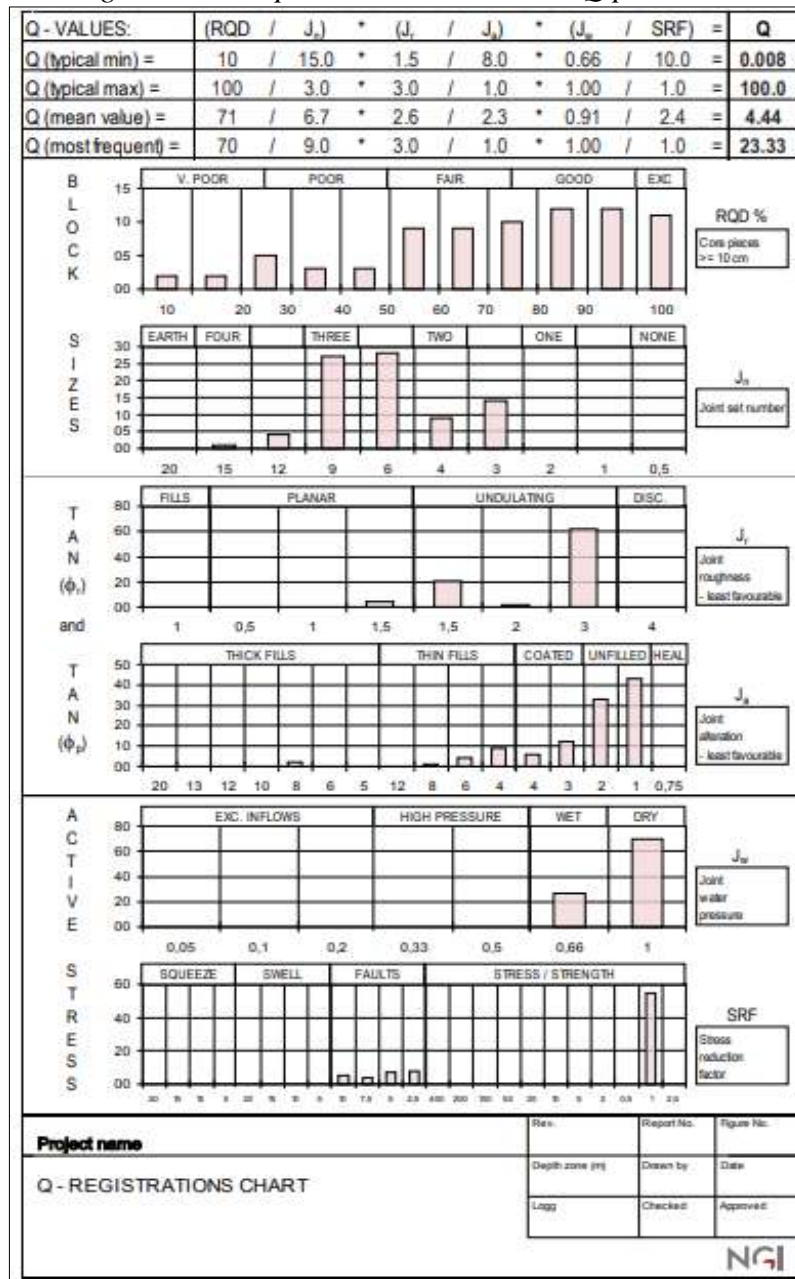 Q - VALUES: (RQD / Jn) * (Jr / Ja) * (Jw / SRF) = Q
Q (typical min) = 10 / 15.0 * 1.5 / 8.0 * 0.66 / 10.0 = 0.008
Q (typical max) = 100 / 3.0 * 3.0 / 1.0 * 1.00 / 1.0 = 100.0
Q (mean value) = 71 / 6.7 * 2.6 / 2.3 * 0.91 / 2.4 = 4.44
Q (most frequent) = 70 / 9.0 * 3.0 / 1.0 * 1.00 / 1.0 = 23.33
BLOCK
V. POOR POOR FAIR GOOD EXC
15
10
05
00
10 20 30 40 50 60 70 80 90 100
RQD %
Core pieces
>= 10 cm
SIZES
EARTH FOUR THREE TWO ONE NONE
30
25
20
15
10
05
00
20 15 12 9 6 4 3 2 1 0,5
Jn
Joint set number
TAN
(ϕr)
and
FILLS PLANAR UNDULATING DISC.
80
60
40
20
00
1 0,5 1 1,5 1,5 2 3 4
Jr
Joint
roughness
- least favourable
TAN
(ϕp)
THICK FILLS THIN FILLS COATED UNFILLED HEAL
50
40
30
20
10
00
20 13 12 10 8 6 5 12 8 6 4 4 3 2 1 0,75
Ja
Joint
alteration
- least favourable
ACTIVE
EXC. INFLOWS HIGH PRESSURE WET DRY
80
60
40
20
00
0,05 0,1 0,2 0,33 0,5 0,66 1
Jw
Joint
water
pressure
STRESS
SQUEEZE SWELL FAULTS STRESS / STRENGTH
60
40
20
00
SRF
Stress
reduction
factor
Project name
Q - REGISTRATIONS CHART
Rev. Report No. Figure No.
Depth zone (m) Drawn by Date
Logg Checked Approved
NGI